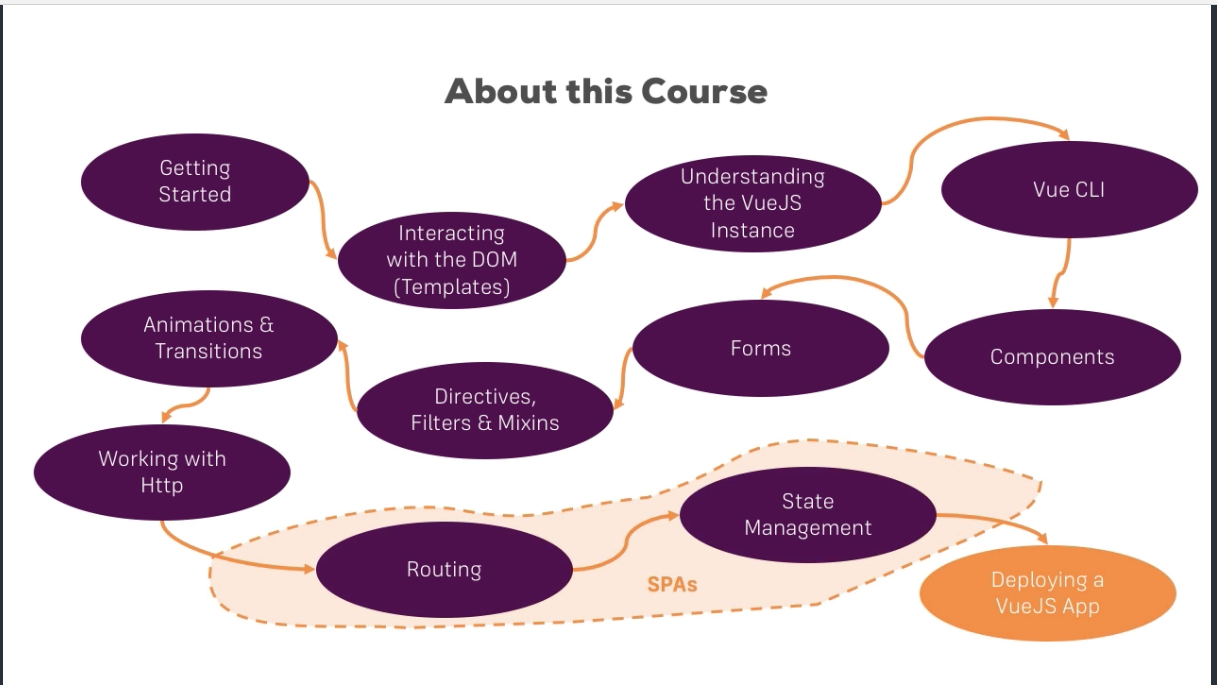 About this Course
Getting
Started
Interacting
with the DOM
(Templates)
Understanding
the VueJS
Instance
Vue CLI
Components
Forms
Directives,
Filters & Mixins
Animations &
Transitions
Working with
Http
Routing
State
Management
SPAs
Deploying a
VueJS App